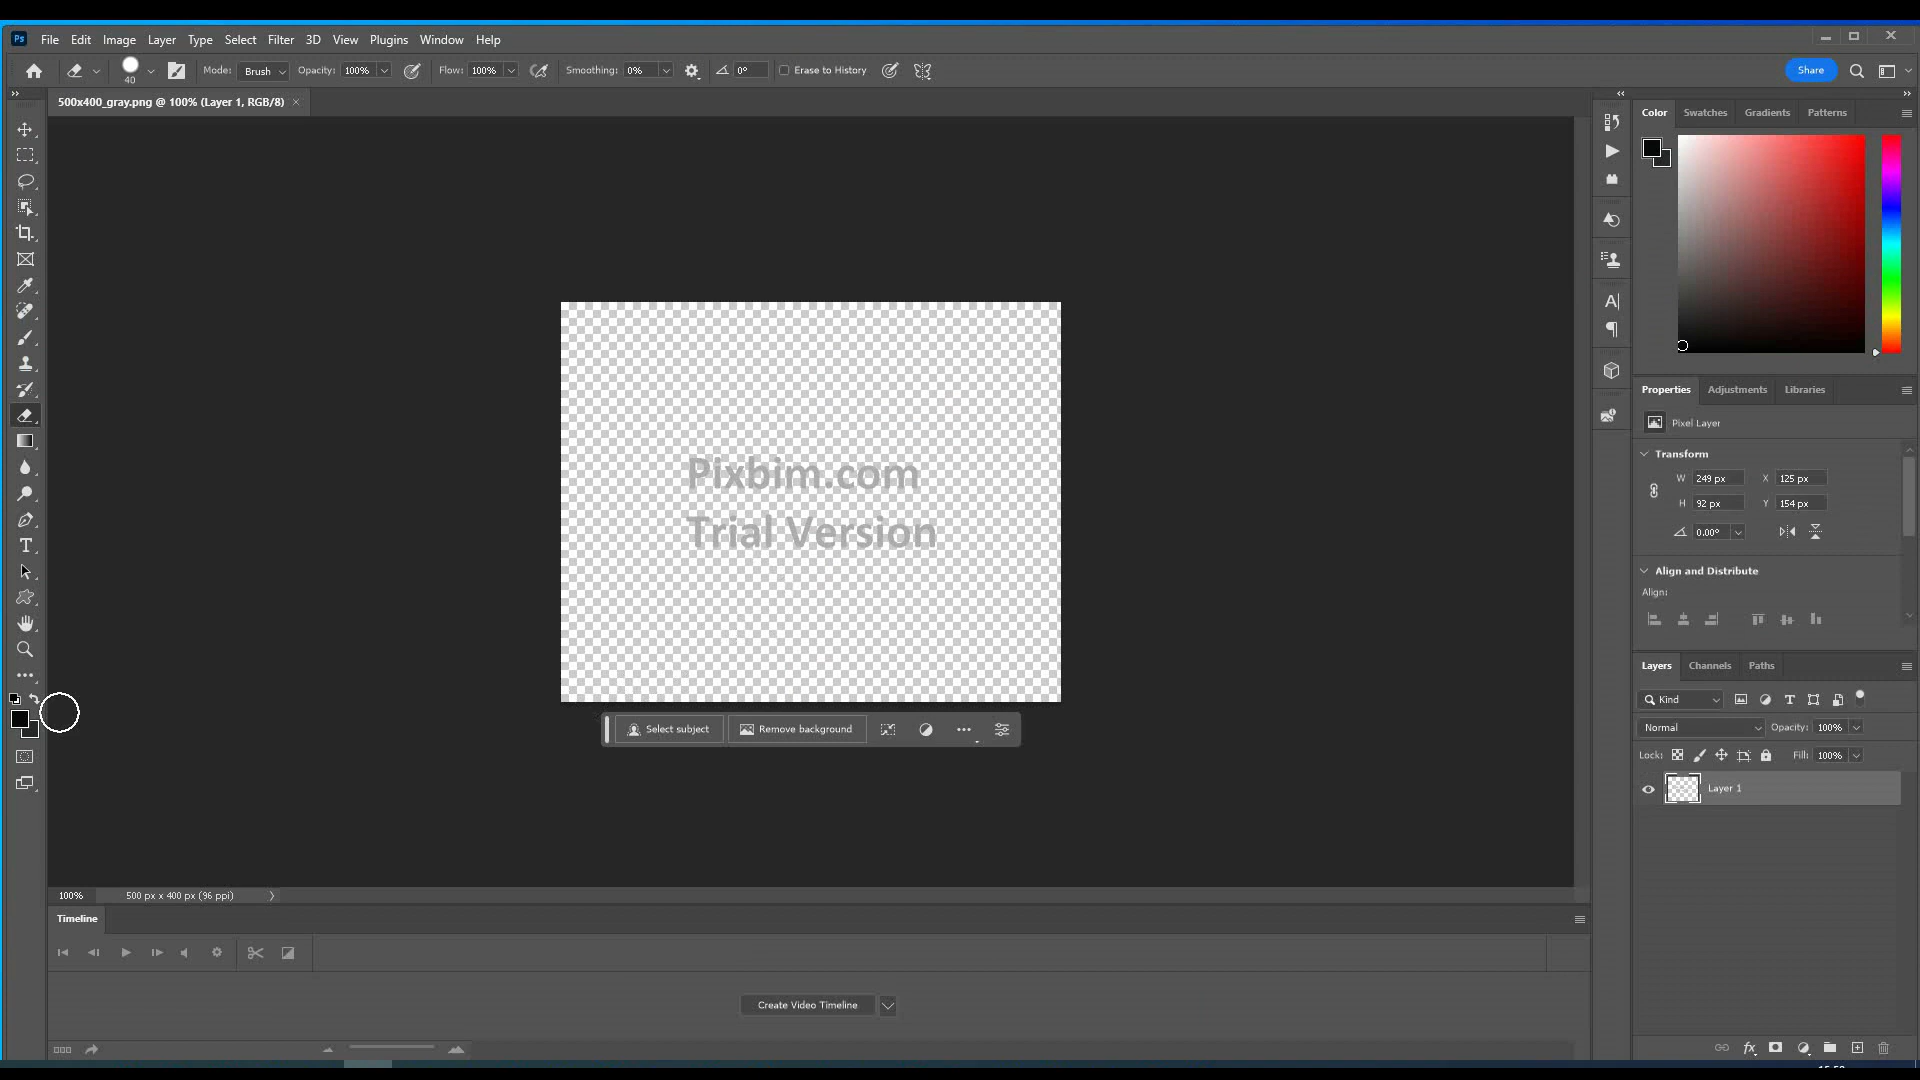 Ps File Edit Image Layer Type Select Filter 3D View Plugins Window Help
40 Mode: Brush Opacity: 100% Flow: 100% Smoothing: 0% 0° Erase to History Share
500x400_gray.png @ 100% (Layer 1, RGB/8)
Color Swatches Gradients Patterns
Properties Adjustments Libraries
Pixel Layer
Transform
W 249 px X 125 px
H 92 px Y 154 px
0.00°
Align and Distribute
Align:
Pixbim.com
Trial Version
Select subject Remove background
Layers Channels Paths
Kind
Normal Opacity: 100%
Lock: Fill: 100%
Layer 1
100% 500 px x 400 px (96 ppi)
Timeline
Create Video Timeline